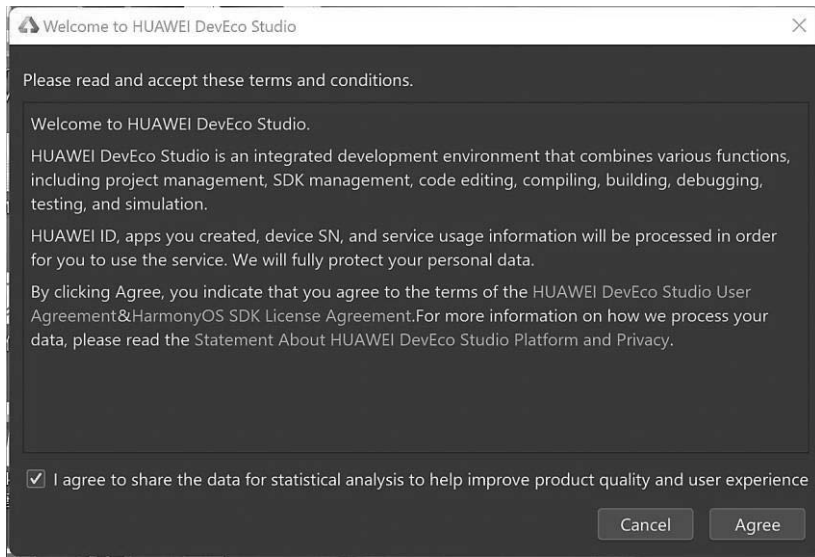 Welcome to HUAWEI DevEco Studio
Please read and accept these terms and conditions.
Welcome to HUAWEI DevEco Studio.
HUAWEI DevEco Studio is an integrated development environment that combines various functions,
including project management, SDK management, code editing, compiling, building, debugging,
testing, and simulation.
HUAWEI ID, apps you created, device SN, and service usage information will be processed in order
for you to use the service. We will fully protect your personal data.
By clicking Agree, you indicate that you agree to the terms of the HUAWEI DevEco Studio User
Agreement&HarmonyOS SDK License Agreement.For more information on how we process your
data, please read the Statement About HUAWEI DevEco Studio Platform and Privacy.
I agree to share the data for statistical analysis to help improve product quality and user experience
Cancel Agree